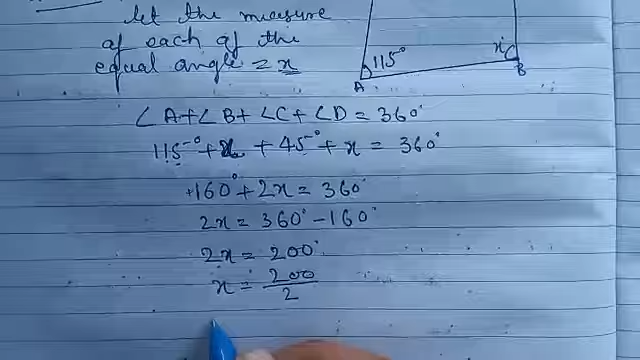 let the measure
of each of the
equal angle = x
115°
x°
A
B
∠A+∠B+∠C+∠D = 360°
115°+x+45°+x = 360°
160°+2x = 360°
2x = 360°-160°
2x = 200°
x = 200/2